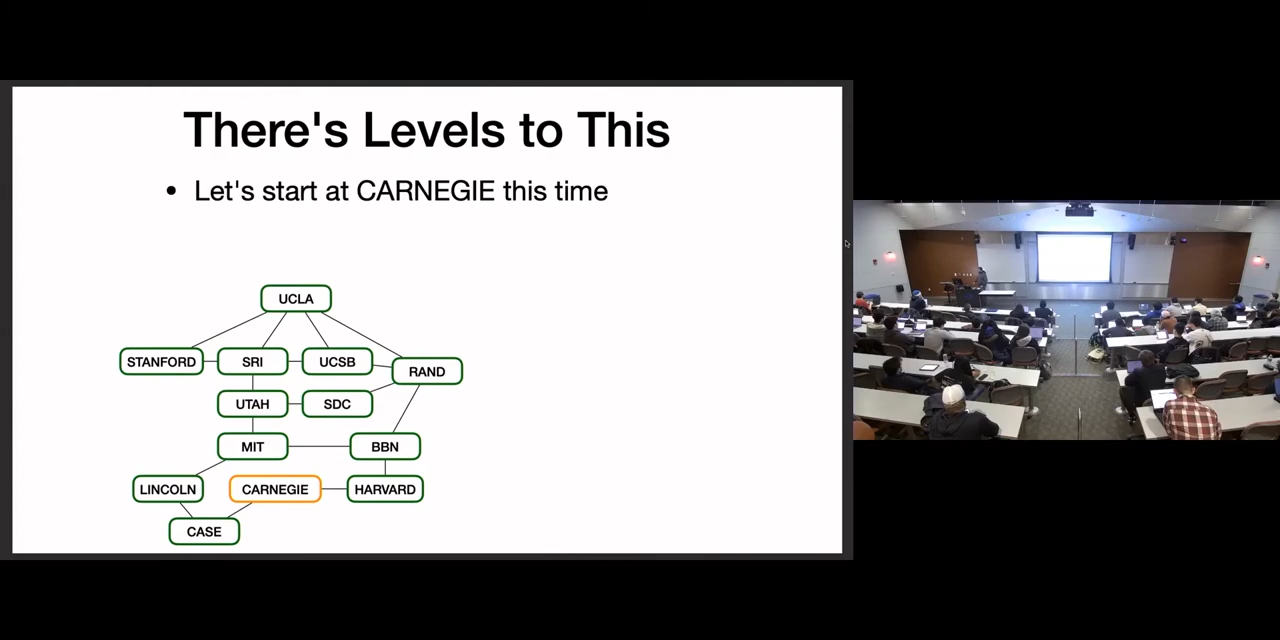 There's Levels to This
• Let's start at CARNEGIE this time
UCLA
STANFORD SRI UCSB RAND
UTAH SDC
MIT BBN
LINCOLN CARNEGIE HARVARD
CASE